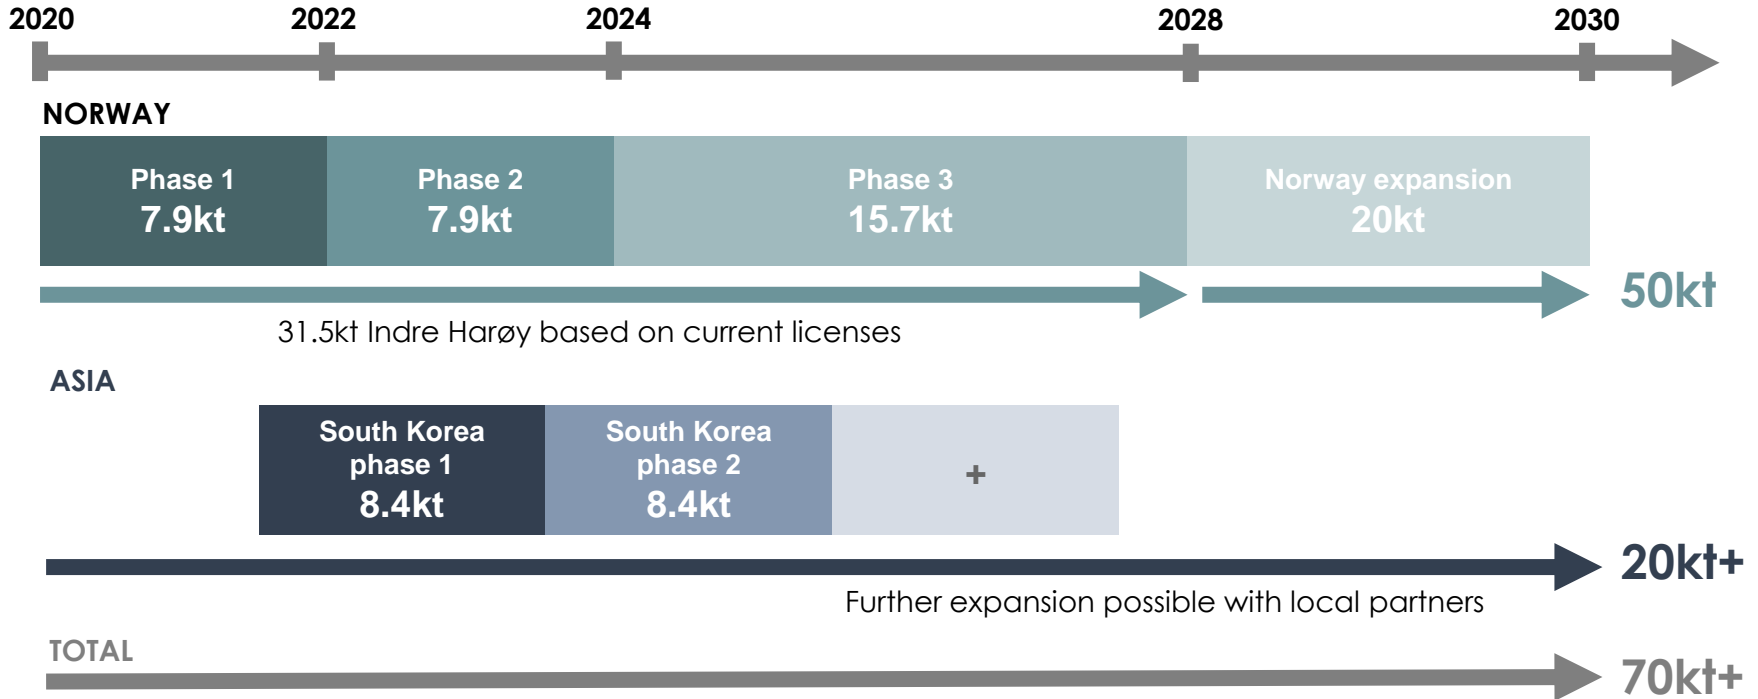 2020 2022 2024 2028 2030
NORWAY
Phase 1 Phase 2 Phase 3 Norway expansion
7.9kt 7.9kt 15.7kt 20kt
50kt
31.5kt Indre Harøy based on current licenses
ASIA
South Korea
phase 1
8.4kt
South Korea
phase 2
8.4kt
+
20kt+
Further expansion possible with local partners
TOTAL
70kt+